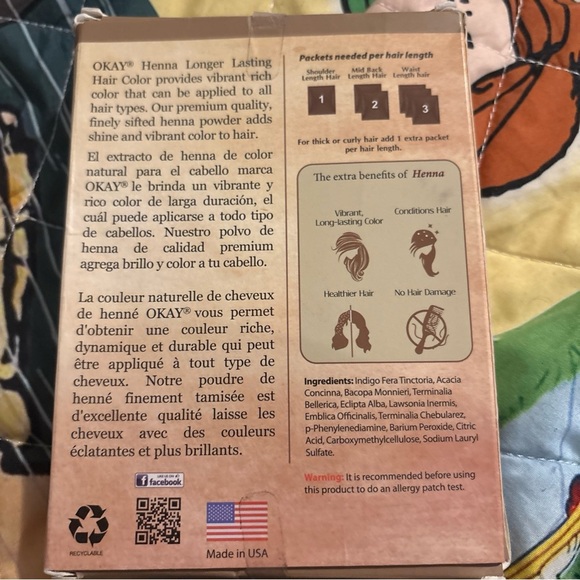 OKAY® Henna Longer Lasting
Hair Color provides vibrant rich
color that can be applied to all
hair types. Our premium quality,
finely sifted henna powder adds
shine and vibrant color to hair.
El extracto de henna de color
natural para el cabello marca
OKAY® le brinda un vibrante y
rico color de larga duración, el
cuál puede aplicarse a todo tipo
de cabellos. Nuestro polvo de
henna de calidad premium
agrega brillo y color a tu cabello.
La couleur naturelle de cheveux
de henné OKAY® vous permet
d'obtenir une couleur riche,
dynamique et durable qui peut
être appliqué à tout type de
cheveux. Notre poudre de
henné finement tamisée est
d'excellente qualité laisse les
cheveux avec des couleurs
éclatantes et plus brillants.
facebook
RECYCLABLE
Made in USA
Packets needed per hair length
Shoulder Length Hair
Mid Back Length Hair
Waist Length hair
1
2
3
For thick or curly hair add 1 extra packet
per hair length.
The extra benefits of Henna
Vibrant,
Long-lasting Color
Conditions Hair
Healthier Hair
No Hair Damage
Ingredients: Indigo Fera Tinctoria, Acacia
Concinna, Bacopa Monnieri, Terminalia
Bellerica, Eclipta Alba, Lawsonia Inermis,
Emblica Officinalis, Terminalia Chebularez,
p-Phenylenediamine, Barium Peroxide, Citric
Acid, Carboxymethylcellulose, Sodium Lauryl
Sulfate.
Warning: It is recommended before using
this product to do an allergy patch test.